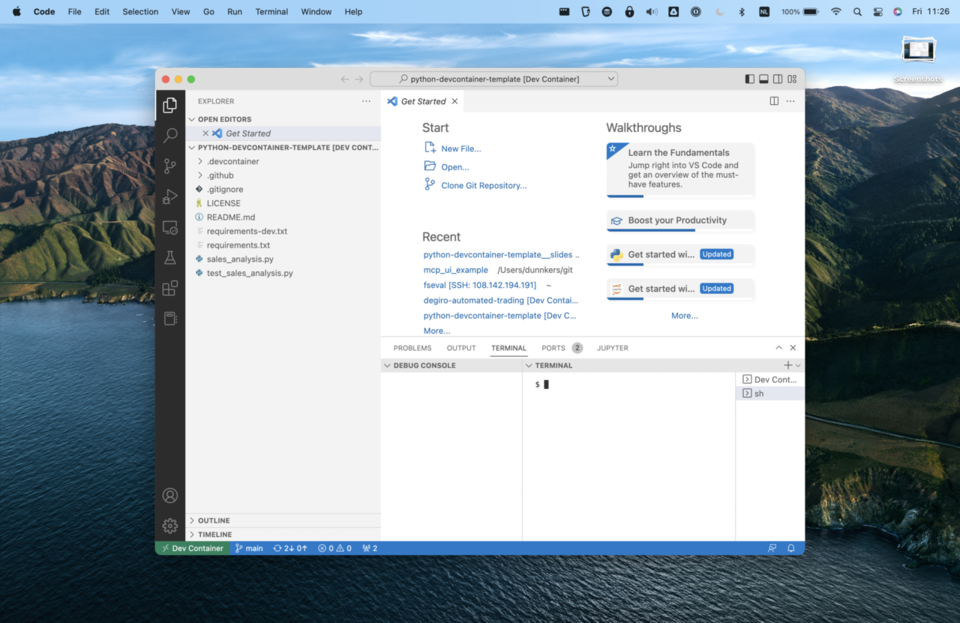 Code File Edit Selection View Go Run Terminal Window Help
NL 100% Fri 11:26
Screenshots
python-devcontainer-template [Dev Container]
EXPLORER
OPEN EDITORS
Get Started
PYTHON-DEVCONTAINER-TEMPLATE [DEV CONT...
.devcontainer
.github
.gitignore
LICENSE
README.md
requirements-dev.txt
requirements.txt
sales_analysis.py
test_sales_analysis.py
OUTLINE
TIMELINE
Get Started
Start
New File...
Open...
Clone Git Repository...
Recent
python-devcontainer-template__slides ..
mcp_ui_example /Users/dunnkers/git
fseval [SSH: 108.142.194.191] ~
degiro-automated-trading [Dev Contai...
python-devcontainer-template [Dev C...
More...
Walkthroughs
Learn the Fundamentals
Jump right into VS Code and
get an overview of the must-
have features.
Boost your Productivity
Get started wi... Updated
Get started wi... Updated
More...
PROBLEMS OUTPUT TERMINAL PORTS 2 JUPYTER
DEBUG CONSOLE
TERMINAL
$
Dev Cont...
sh
Dev Container main 2↓ 0↑ 0 0 2